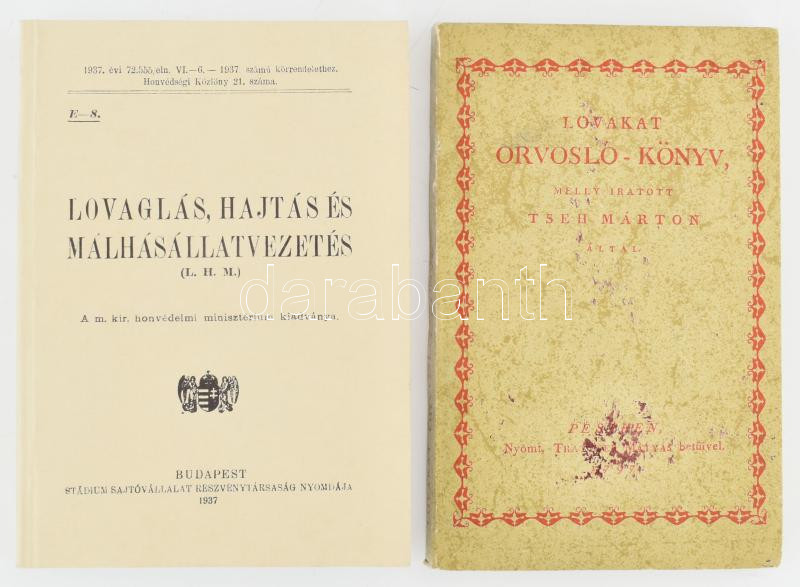 1937. évi 72.555/eln. VI.—6.— 1937 számú körrendelethez.
Honvédségi Közlöny 21. száma.
E—8.
LOVAGLÁS, HAJTÁS ÉS
MÁLHÁSÁLLATVEZETÉS
(L. H. M.)
A m. kir. honvédelmi minisztérium kiadványa.
BUDAPEST
STÁDIUM SAJTÓVÁLLALAT RÉSZVÉNYTÁRSASÁG NYOMDÁJA
1937
LOVAKAT
ORVOSLÓ-KÖNYV,
MELLY IRATOTT
TSEH MÁRTON
ÁLTAL
Nyomt. MÁTYÁS betűivel.
darabanth